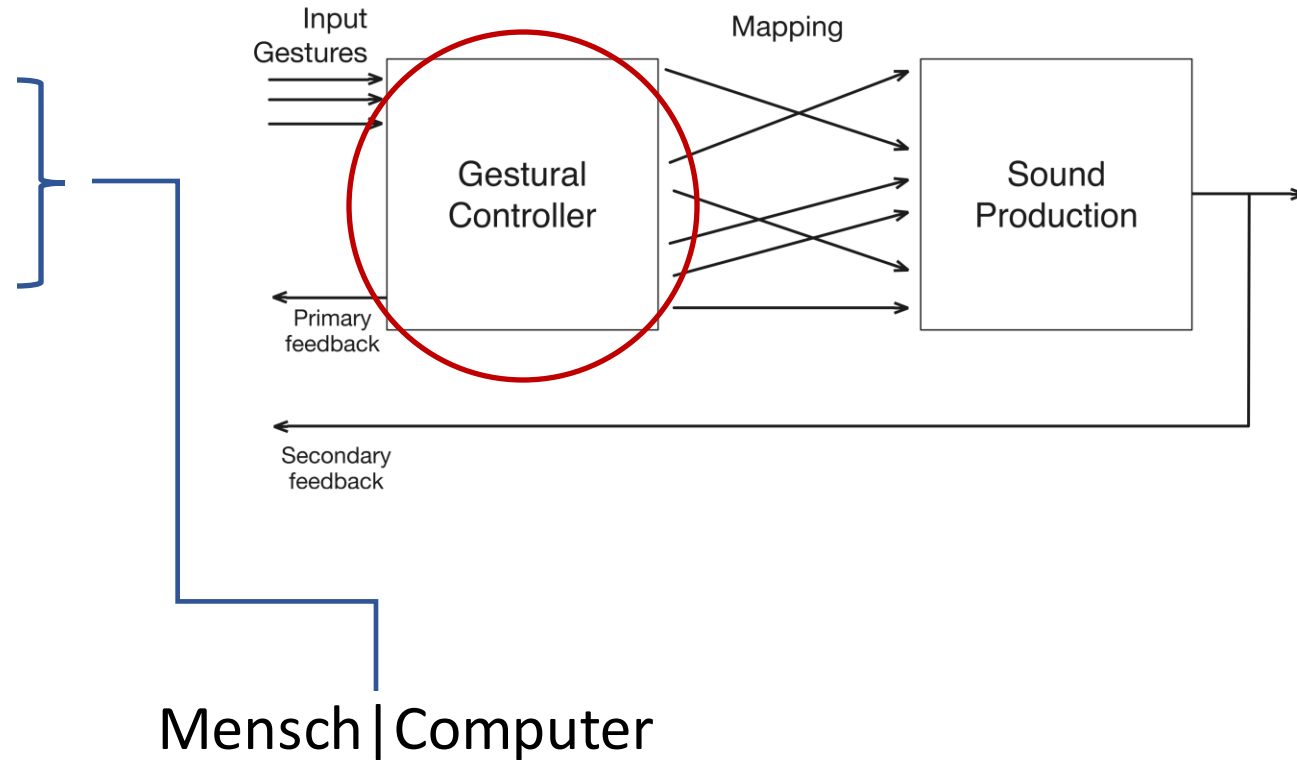 Input
Gestures
Mapping
Gestural
Controller
Sound
Production
Primary
feedback
Secondary
feedback
Mensch|Computer